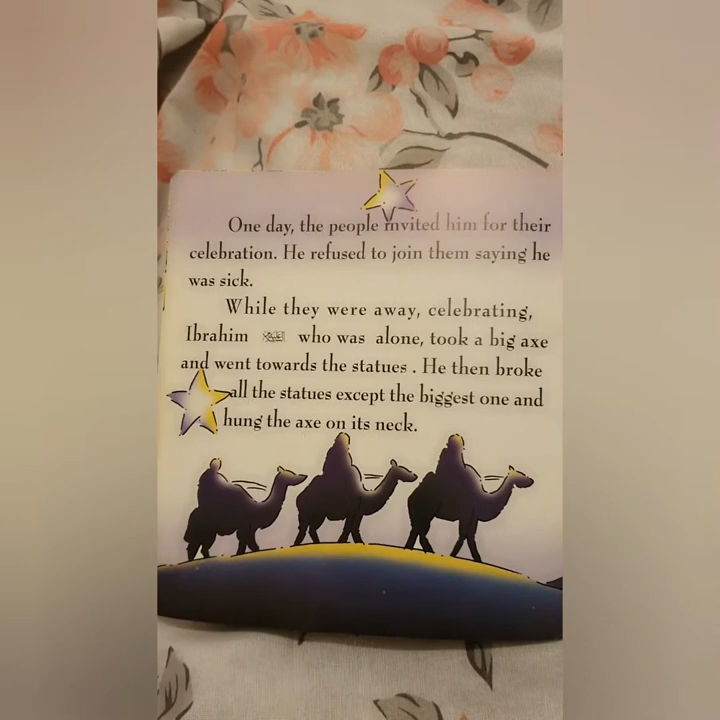 One day, the people invited him for their
celebration. He refused to join them saying he
was sick.
While they were away, celebrating,
Ibrahim who was alone, took a big axe
and went towards the statues . He then broke
all the statues except the biggest one and
hung the axe on its neck.